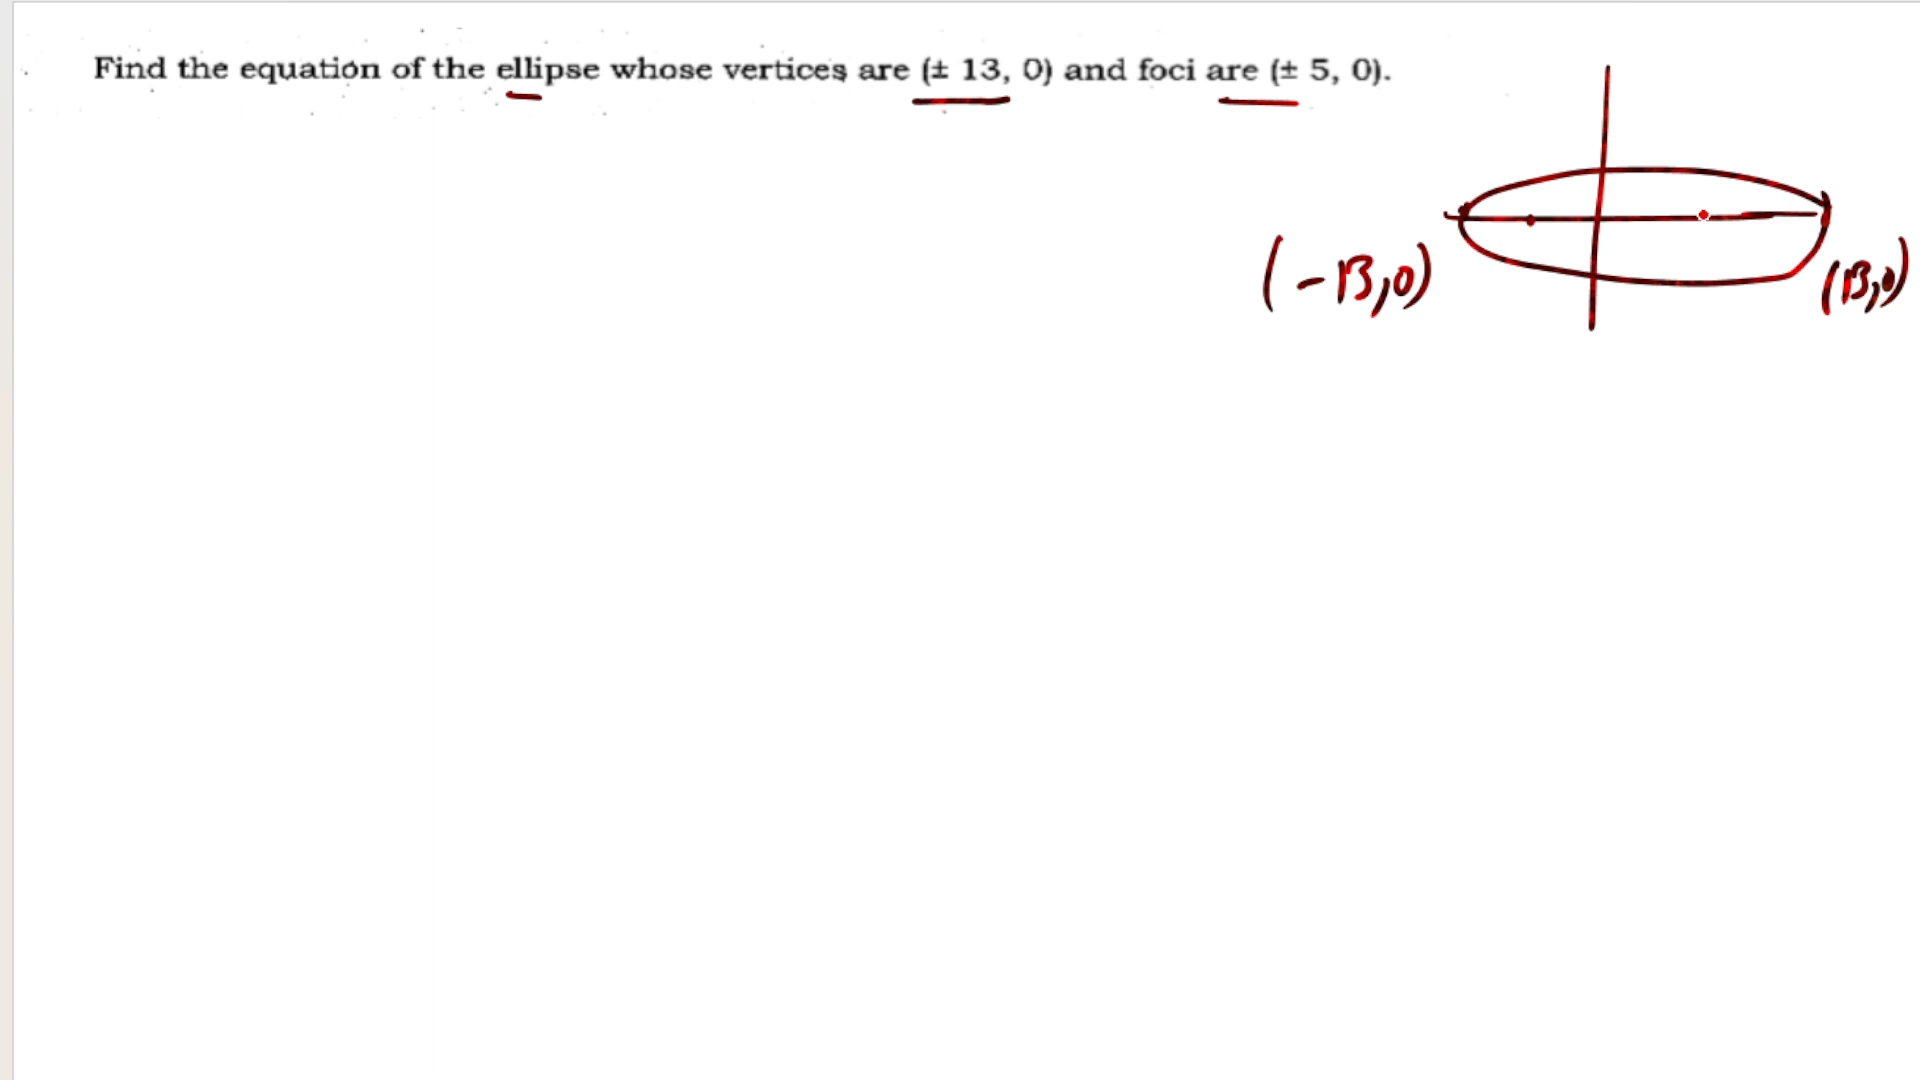 Find the equation of the ellipse whose vertices are (± 13, 0) and foci are (± 5, 0).
(-13,0)
(13,0)